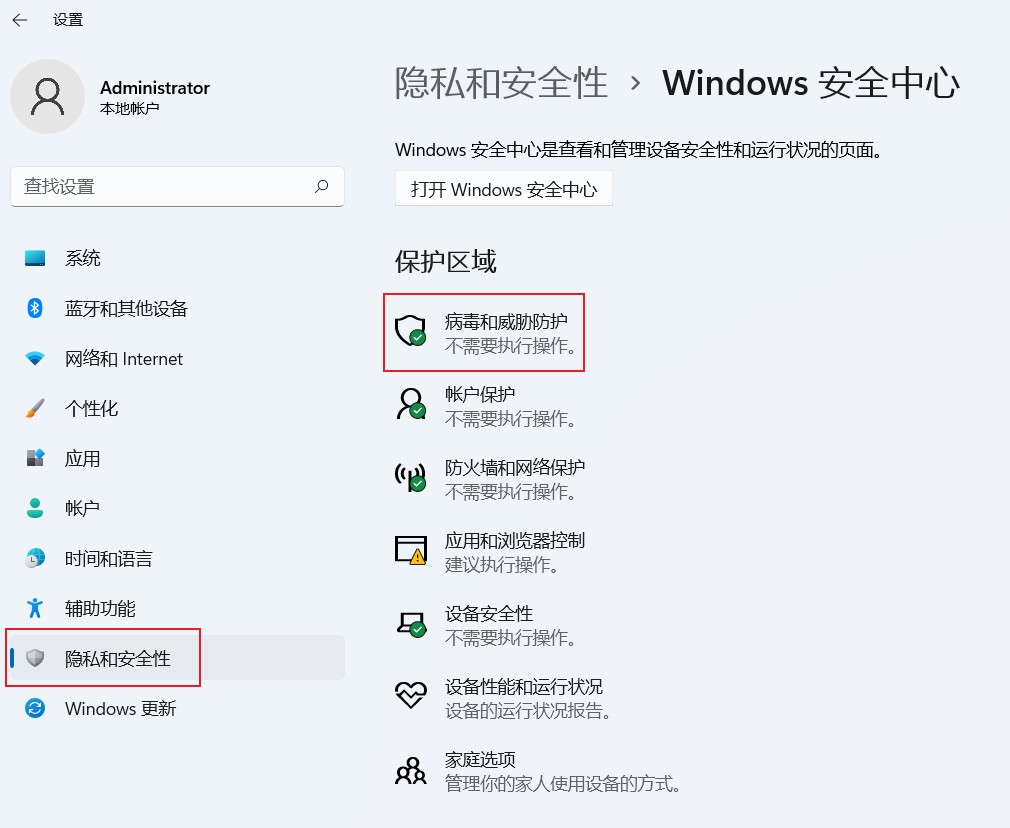 设置
Administrator
本地帐户
查找设置
系统
蓝牙和其他设备
网络和 Internet
个性化
应用
帐户
时间和语言
辅助功能
隐私和安全性
Windows 更新
隐私和安全性 › Windows 安全中心
Windows 安全中心是查看和管理设备安全性和运行状况的页面。
打开 Windows 安全中心
保护区域
病毒和威胁防护
不需要执行操作。
帐户保护
不需要执行操作。
防火墙和网络保护
不需要执行操作。
应用和浏览器控制
建议执行操作。
设备安全性
不需要执行操作。
设备性能和运行状况
设备的运行状况报告。
家庭选项
管理你的家人使用设备的方式。